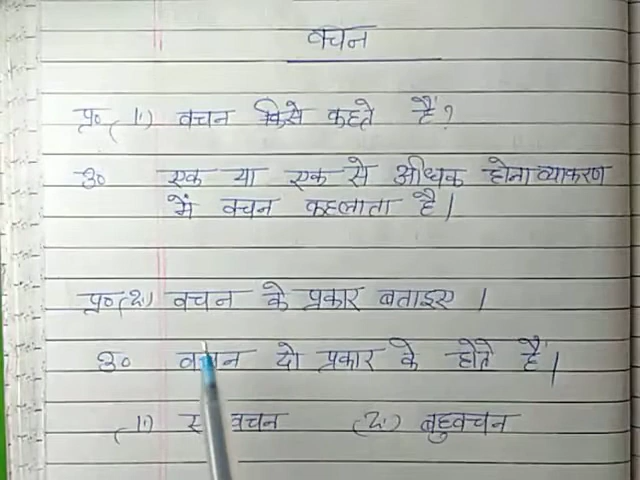 वचन
प्र० (1) वचन किसे कहते हैं?
उ० एक या एक से अधिक होना व्याकरण
में वचन कहलाता है।
प्र० (2) वचन के प्रकार बताइए ।
उ० वचन दो प्रकार के होते हैं।
(1) वचन (2) बहुवचन